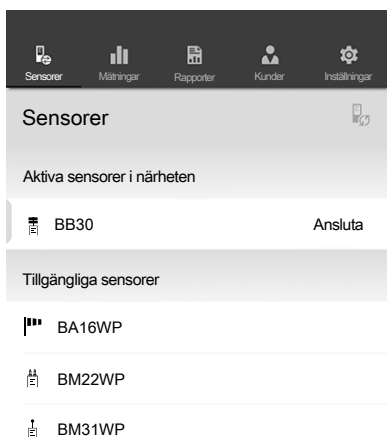 Sensorer Mätningar Rapporter Kunder Inställningar
Sensorer
Aktiva sensorer i närheten
BB30 Ansluta
Tillgängliga sensorer
BA16WP
BM22WP
BM31WP